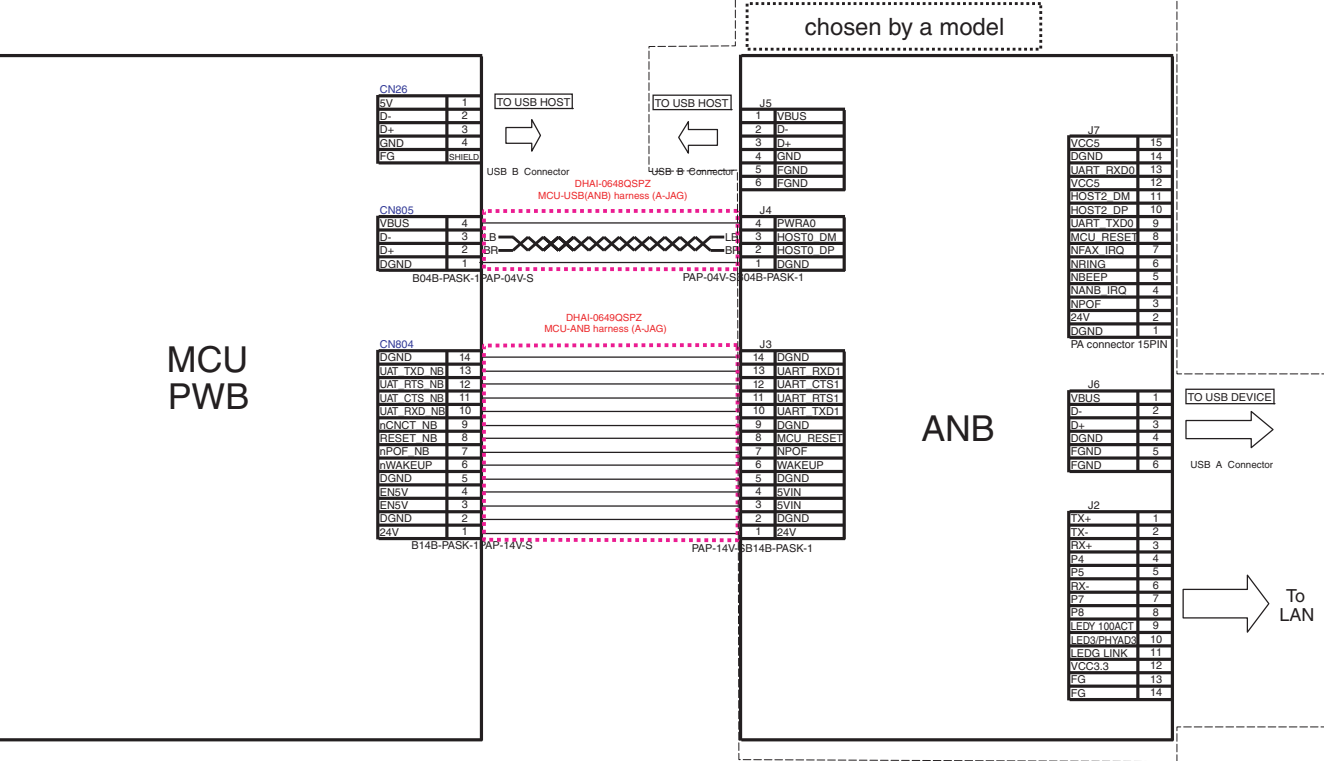 chosen by a model
CN26
5V 1
D- 2
D+ 3
GND 4
FG SHIELD
TO USB HOST
USB B Connector
TO USB HOST
USB B Connector
J5
1 VBUS
2 D-
3 D+
4 GND
5 FGND
6 FGND
DHAI-0648QSPZ
MCU-USB(ANB) harness (A-JAG)
CN805
VBUS 4
D- 3
D+ 2
DGND 1
B04B-PASK-1 PAP-04V-S
LB LB
BR BR
J4
4 PWRA0
3 HOST0_DM
2 HOST0_DP
1 DGND
PAP-04V-S B04B-PASK-1
DHAI-0649QSPZ
MCU-ANB harness (A-JAG)
CN804
DGND 14
UAT_TXD_NB 13
UAT_RTS_NB 12
UAT_CTS_NB 11
UAT_RXD_NB 10
nCNCT_NB 9
RESET_NB 8
nPOF_NB 7
nWAKEUP 6
DGND 5
EN5V 4
EN5V 3
DGND 2
24V 1
B14B-PASK-1 PAP-14V-S
J3
14 DGND
13 UART_RXD1
12 UART_CTS1
11 UART_RTS1
10 UART_TXD1
9 DGND
8 MCU_RESET
7 NPOF
6 WAKEUP
5 DGND
4 5VIN
3 5VIN
2 DGND
1 24V
PAP-14V-S B14B-PASK-1
MCU
PWB
ANB
J7
VCC5 15
DGND 14
UART_RXD0 13
VCC5 12
HOST2_DM 11
HOST2_DP 10
UART_TXD0 9
MCU_RESET 8
NFAX_IRQ 7
NRING 6
NBEEP 5
NANB_IRQ 4
NPOF 3
24V 2
DGND 1
PA connector 15PIN
J6
VBUS 1
D- 2
D+ 3
DGND 4
FGND 5
FGND 6
TO USB DEVICE
USB A Connector
J2
TX+ 1
TX- 2
RX+ 3
P4 4
P5 5
RX- 6
P7 7
P8 8
LEDY 100ACT 9
LED3/PHYAD3 10
LEDG LINK 11
VCC3.3 12
FG 13
FG 14
To
LAN